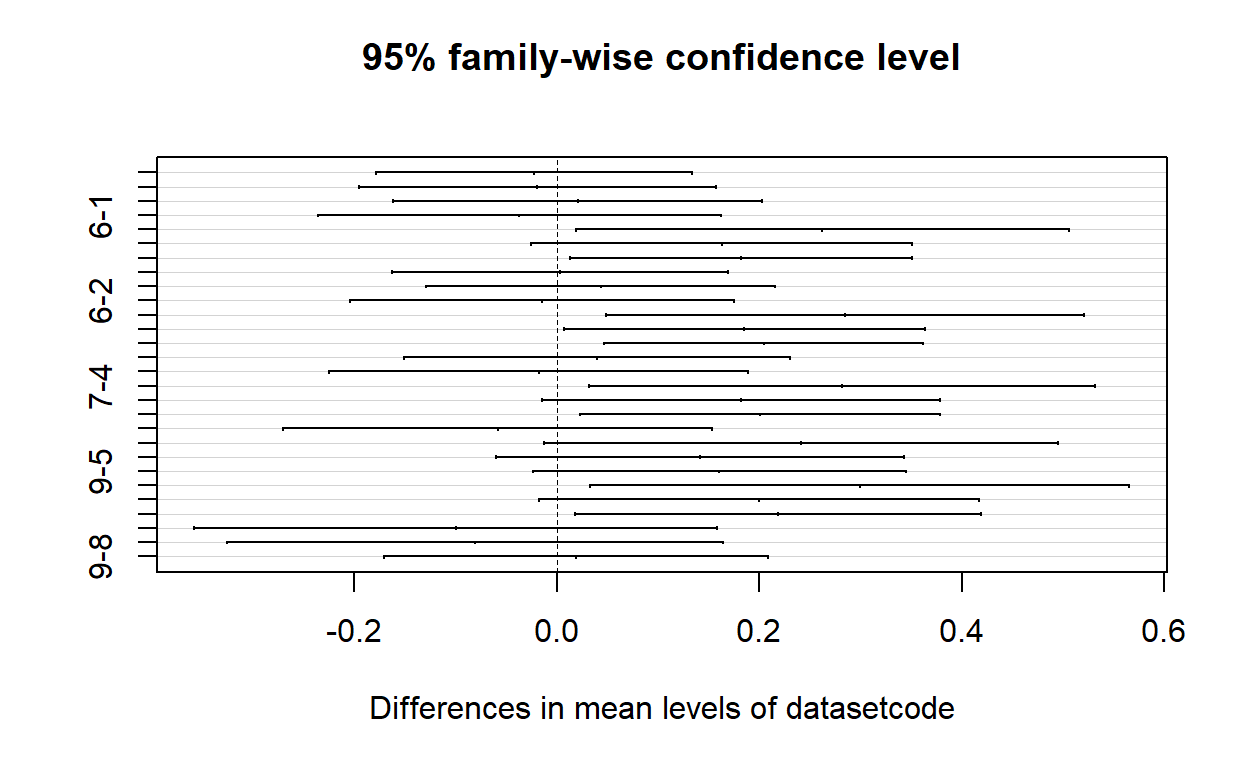 95% family-wise confidence level
6-1
6-2
7-4
9-5
9-8
-0.2 0.0 0.2 0.4 0.6
Differences in mean levels of datasetcode